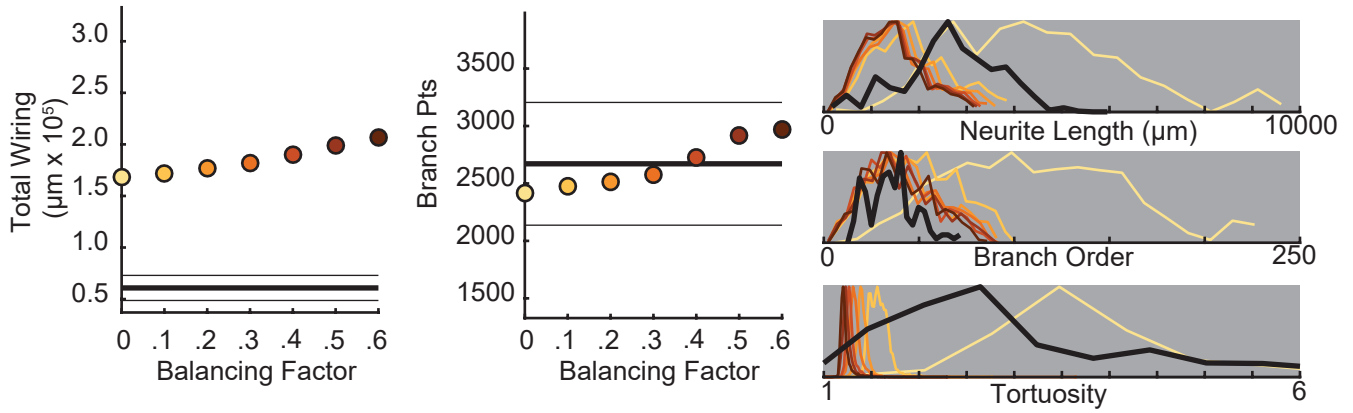 Total Wiring
(µm x 10⁵)
3.0
2.5
2.0
1.5
1.0
0.5
0 .1 .2 .3 .4 .5 .6
Balancing Factor
Branch Pts
3500
3000
2500
2000
1500
0 .1 .2 .3 .4 .5 .6
Balancing Factor
0 Neurite Length (µm) 10000
0 Branch Order 250
1 Tortuosity 6